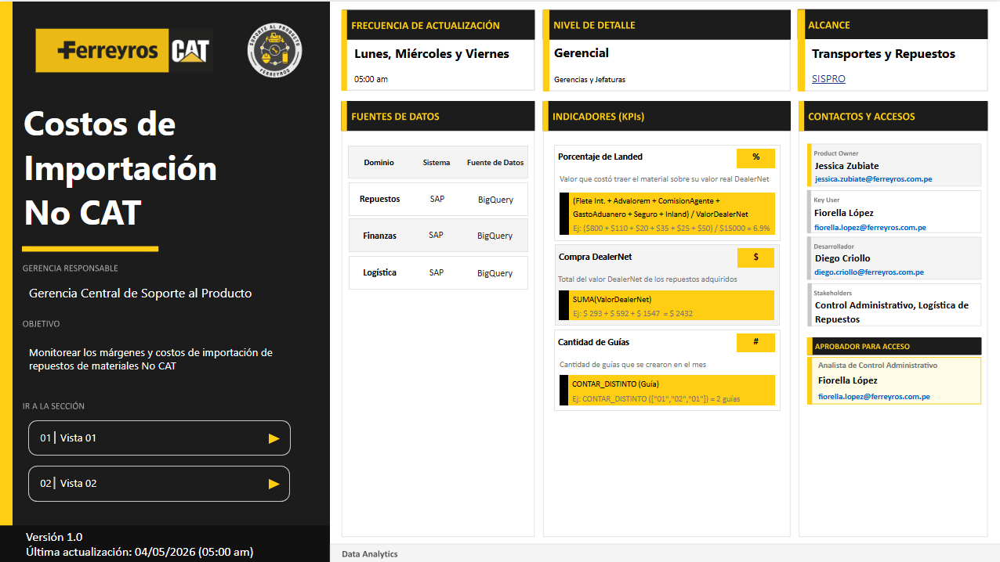 Ferreyros CAT
SOPORTE AL PRODUCTO
FERREYROS
Costos de
Importación
No CAT
GERENCIA RESPONSABLE
Gerencia Central de Soporte al Producto
OBJETIVO
Monitorear los márgenes y costos de importación de
repuestos de materiales No CAT
IR A LA SECCIÓN
01| Vista 01
02| Vista 02
Versión 1.0
Última actualización: 04/05/2026 (05:00 am)
FRECUENCIA DE ACTUALIZACIÓN
Lunes, Miércoles y Viernes
05:00 am
NIVEL DE DETALLE
Gerencial
Gerencias y Jefaturas
ALCANCE
Transportes y Repuestos
SISPRO
FUENTES DE DATOS
Dominio Sistema Fuente de Datos
Repuestos SAP BigQuery
Finanzas SAP BigQuery
Logística SAP BigQuery
INDICADORES (KPIs)
Porcentaje de Landed %
Valor que costó traer el material sobre su valor real DealerNet
(Flete Int. + Advalorem + ComisionAgente +
GastoAduanero + Seguro + Inland) / ValorDealerNet
Ej: ($800 + $110 + $20 + $35 + $25 + $50) / $15000 = 6.9%
Compra DealerNet $
Total del valor DealerNet de los repuestos adquiridos
SUMA(ValorDealerNet)
Ej: $ 293 + $ 592 + $ 1547 = $ 2432
Cantidad de Guías #
Cantidad de guías que se crearon en el mes
CONTAR_DISTINTO (Guía)
Ej: CONTAR_DISTINTO (["01","02","01"]) = 2 guías
CONTACTOS Y ACCESOS
Product Owner
Jessica Zubiate
jessica.zubiate@ferreyros.com.pe
Key User
Fiorella López
fiorella.lopez@ferreyros.com.pe
Desarrollador
Diego Criollo
diego.criollo@ferreyros.com.pe
Stakeholders
Control Administrativo, Logística de
Repuestos
APROBADOR PARA ACCESO
Analista de Control Administrativo
Fiorella López
fiorella.lopez@ferreyros.com.pe
Data Analytics